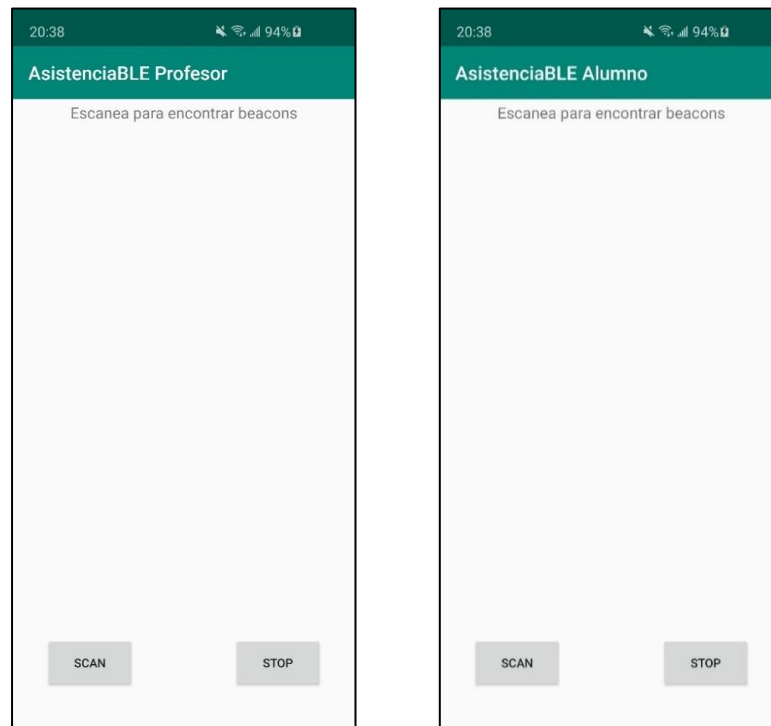 20:38 94%
AsistenciaBLE Profesor
Escanea para encontrar beacons
SCAN STOP
20:38 94%
AsistenciaBLE Alumno
Escanea para encontrar beacons
SCAN STOP